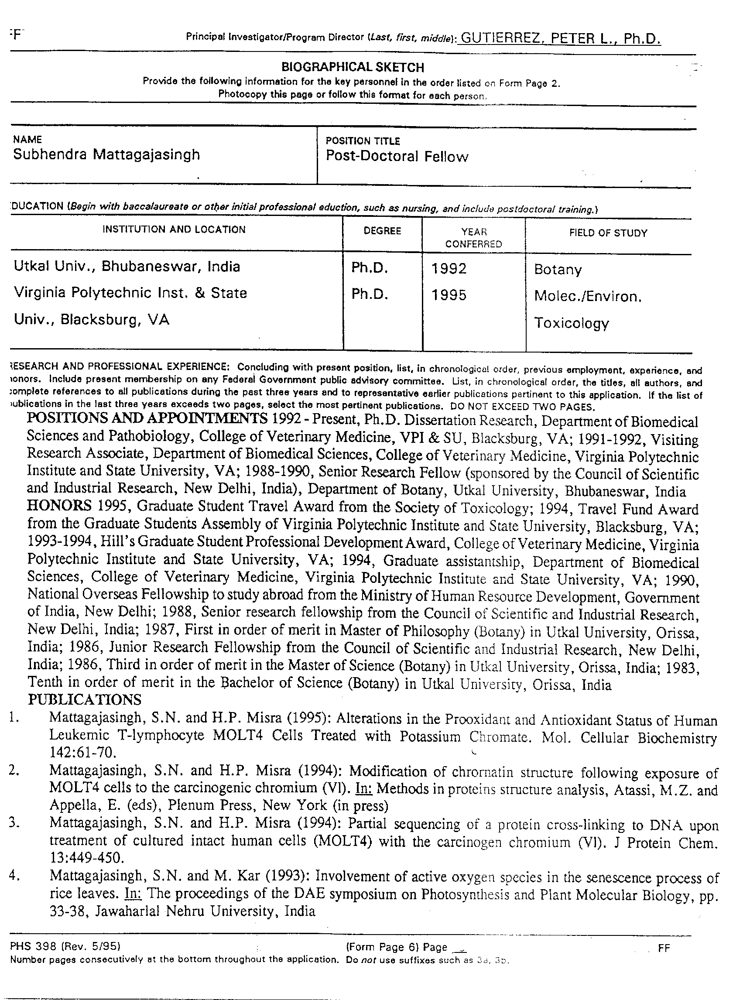 FF
Principal Investigator/Program Director (Last, first, middle): GUTIERREZ, PETER L., Ph.D.
BIOGRAPHICAL SKETCH
Provide the following information for the key personnel in the order listed on Form Page 2.
Photocopy this page or follow this format for each person.
NAME
Subhendra Mattagajasingh
POSITION TITLE
Post-Doctoral Fellow
DUCATION (Begin with baccalaureate or other initial professional eduction, such as nursing, and include postdoctoral training.)
INSTITUTION AND LOCATION DEGREE YEAR CONFERRED FIELD OF STUDY
Utkal Univ., Bhubaneswar, India Ph.D. 1992 Botany
Virginia Polytechnic Inst. & State Ph.D. 1995 Molec./Environ.
Univ., Blacksburg, VA Toxicology
RESEARCH AND PROFESSIONAL EXPERIENCE: Concluding with present position, list, in chronological order, previous employment, experience, and
honors. Include present membership on any Federal Government public advisory committee. List, in chronological order, the titles, all authors, and
complete references to all publications during the past three years and to representative earlier publications pertinent to this application. If the list of
publications in the last three years exceeds two pages, select the most pertinent publications. DO NOT EXCEED TWO PAGES.
POSITIONS AND APPOINTMENTS 1992 - Present, Ph.D. Dissertation Research, Department of Biomedical
Sciences and Pathobiology, College of Veterinary Medicine, VPI & SU, Blacksburg, VA; 1991-1992, Visiting
Research Associate, Department of Biomedical Sciences, College of Veterinary Medicine, Virginia Polytechnic
Institute and State University, VA; 1988-1990, Senior Research Fellow (sponsored by the Council of Scientific
and Industrial Research, New Delhi, India), Department of Botany, Utkal University, Bhubaneswar, India
HONORS 1995, Graduate Student Travel Award from the Society of Toxicology; 1994, Travel Fund Award
from the Graduate Students Assembly of Virginia Polytechnic Institute and State University, Blacksburg, VA;
1993-1994, Hill's Graduate Student Professional Development Award, College of Veterinary Medicine, Virginia
Polytechnic Institute and State University, VA; 1994, Graduate assistantship, Department of Biomedical
Sciences, College of Veterinary Medicine, Virginia Polytechnic Institute and State University, VA; 1990,
National Overseas Fellowship to study abroad from the Ministry of Human Resource Development, Government
of India, New Delhi; 1988, Senior research fellowship from the Council of Scientific and Industrial Research,
New Delhi, India; 1987, First in order of merit in Master of Philosophy (Botany) in Utkal University, Orissa,
India; 1986, Junior Research Fellowship from the Council of Scientific and Industrial Research, New Delhi,
India; 1986, Third in order of merit in the Master of Science (Botany) in Utkal University, Orissa, India; 1983,
Tenth in order of merit in the Bachelor of Science (Botany) in Utkal University, Orissa, India
PUBLICATIONS
1. Mattagajasingh, S.N. and H.P. Misra (1995): Alterations in the Prooxidant and Antioxidant Status of Human
Leukemic T-lymphocyte MOLT4 Cells Treated with Potassium Chromate. Mol. Cellular Biochemistry
142:61-70.
2. Mattagajasingh, S.N. and H.P. Misra (1994): Modification of chromatin structure following exposure of
MOLT4 cells to the carcinogenic chromium (VI). In: Methods in proteins structure analysis, Atassi, M.Z. and
Appella, E. (eds), Plenum Press, New York (in press)
3. Mattagajasingh, S.N. and H.P. Misra (1994): Partial sequencing of a protein cross-linking to DNA upon
treatment of cultured intact human cells (MOLT4) with the carcinogen chromium (VI). J Protein Chem.
13:449-450.
4. Mattagajasingh, S.N. and M. Kar (1993): Involvement of active oxygen species in the senescence process of
rice leaves. In: The proceedings of the DAE symposium on Photosynthesis and Plant Molecular Biology, pp.
33-38, Jawaharlal Nehru University, India
PHS 398 (Rev. 5/95) (Form Page 6) Page FF
Number pages consecutively at the bottom throughout the application. Do not use suffixes such as 3a, 3b.